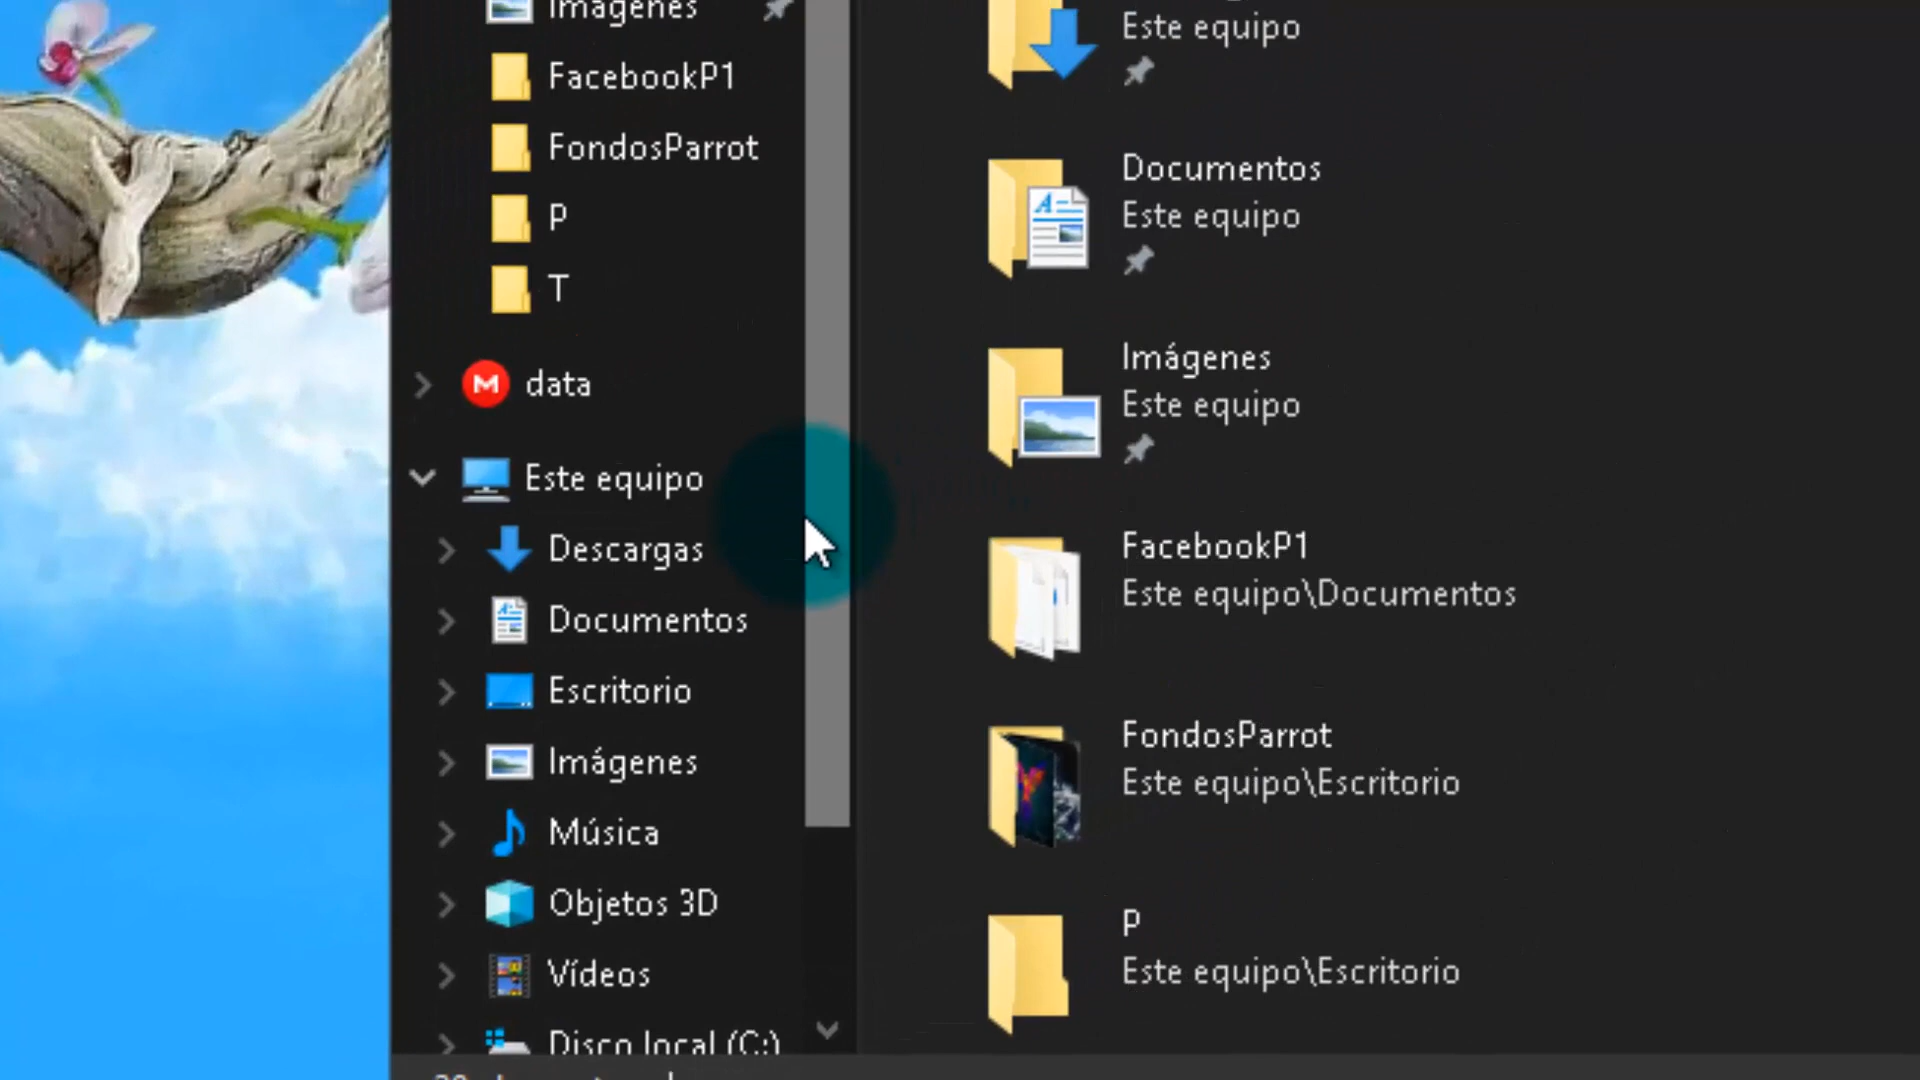 Imágenes
FacebookP1
FondosParrot
P
T
data
Este equipo
Descargas
Documentos
Escritorio
Imágenes
Música
Objetos 3D
Vídeos
Disco local (C:)
Este equipo
Documentos
Este equipo
Imágenes
Este equipo
FacebookP1
Este equipo\Documentos
FondosParrot
Este equipo\Escritorio
P
Este equipo\Escritorio